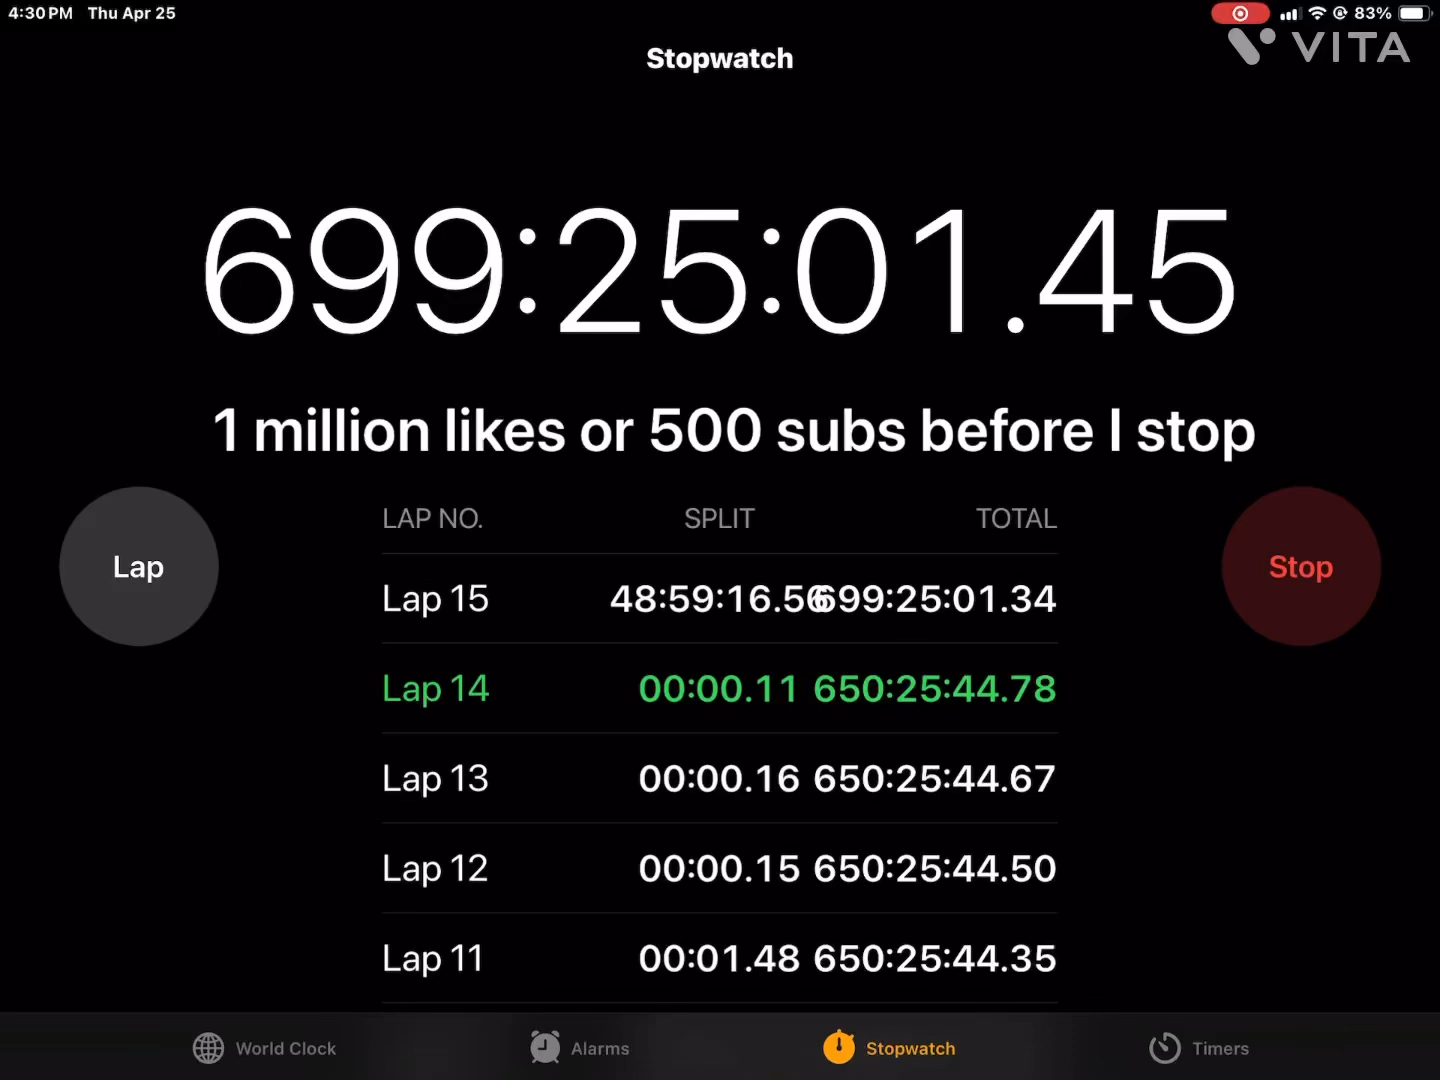 4:30 PM Thu Apr 25
83%
VITA
Stopwatch
699:25:01.45
1 million likes or 500 subs before I stop
Lap
Stop
LAP NO. SPLIT TOTAL
Lap 15 48:59:16.56 699:25:01.34
Lap 14 00:00.11 650:25:44.78
Lap 13 00:00.16 650:25:44.67
Lap 12 00:00.15 650:25:44.50
Lap 11 00:01.48 650:25:44.35
World Clock Alarms Stopwatch Timers